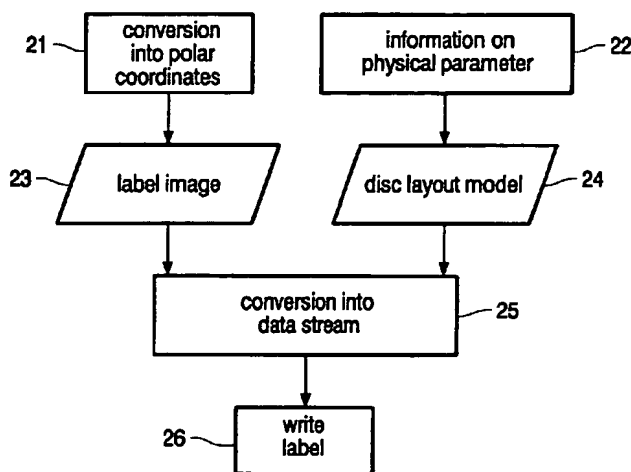 21
conversion
into polar
coordinates
information on
physical parameter
22
23
label image
disc layout model
24
conversion into
data stream
25
26
write
label